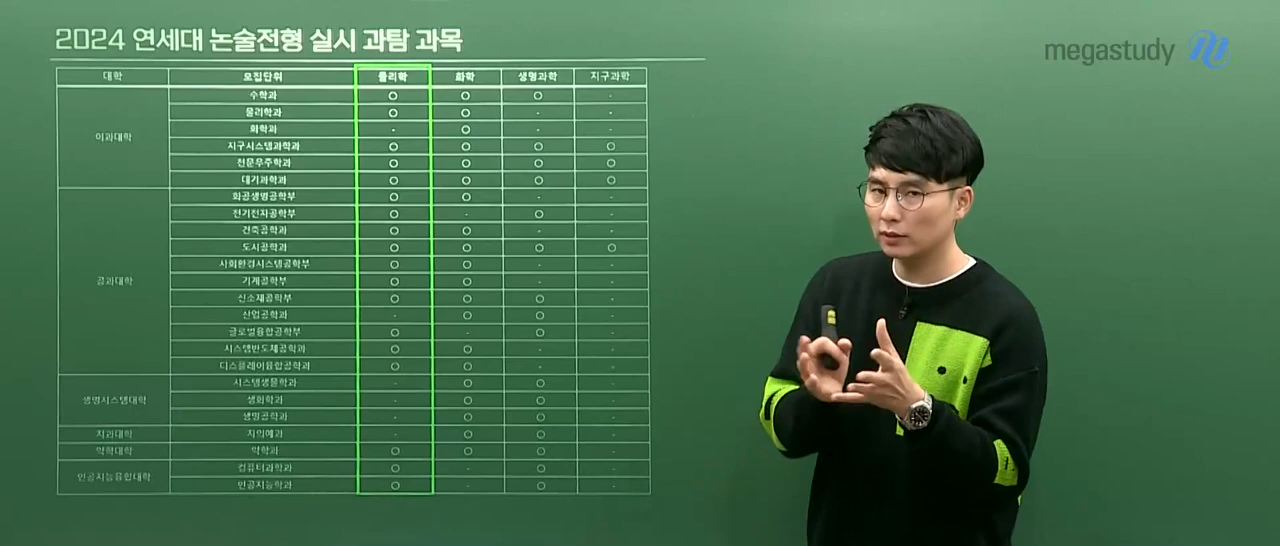 2024 연세대 논술전형 실시 과탐 과목
megastudy
대학 모집단위 물리학 화학 생명과학 지구과학
이과대학
수학과 ○ ○ ○ -
물리학과 ○ ○ - -
화학과 - ○ - -
지구시스템과학과 ○ ○ ○ ○
천문우주학과 ○ ○ ○ ○
대기과학과 ○ ○ ○ ○
공과대학
화공생명공학부 ○ ○ - -
전기전자공학부 ○ - ○ -
건축공학과 ○ ○ - -
도시공학과 ○ ○ ○ ○
사회환경시스템공학부 ○ ○ - -
기계공학부 ○ ○ - -
신소재공학부 ○ ○ ○ -
산업공학과 - ○ ○ -
글로벌융합공학부 ○ - ○ -
시스템반도체공학과 ○ ○ - -
디스플레이융합공학과 ○ ○ - -
생명시스템대학
시스템생물학과 - ○ ○ -
생화학과 - ○ ○ -
생명공학과 - ○ ○ -
치과대학 치의예과 - ○ ○ -
약학대학 약학과 ○ ○ ○ -
인공지능융합대학
컴퓨터과학과 ○ - ○ -
인공지능학과 ○ - ○ -